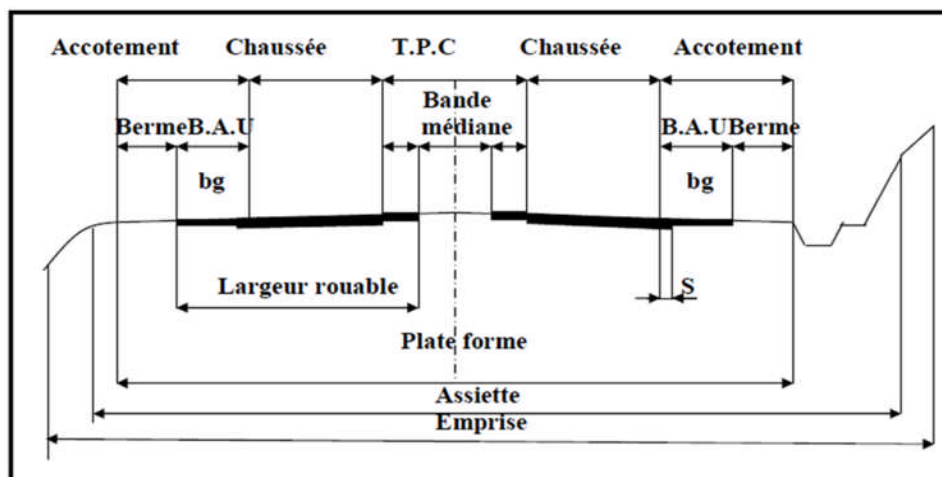 Accotement Chaussée T.P.C Chaussée Accotement
Bande
BermeB.A.U médiane B.A.UBerme
bg bg
Largeur rouable S
Plate forme
Assiette
Emprise